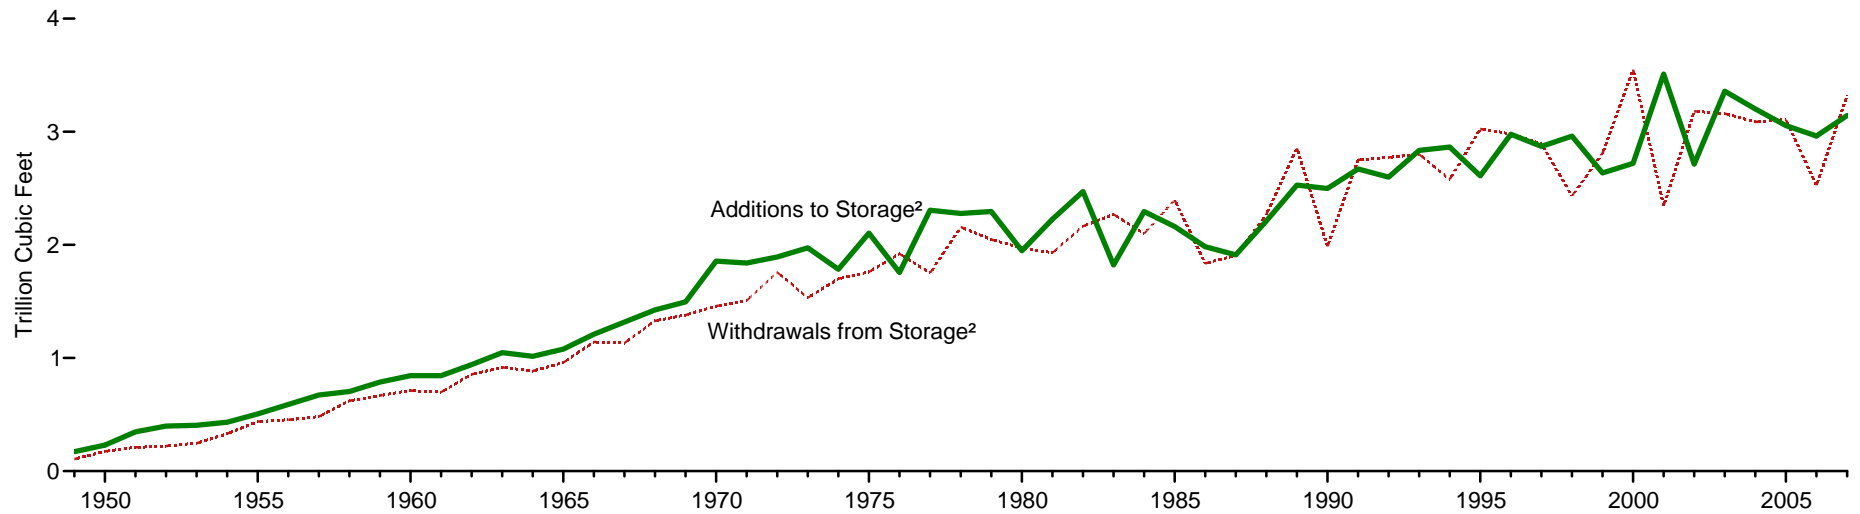 4
3
2
1
0
Trillion Cubic Feet
Additions to Storage²
Withdrawals from Storage²
1950 1955 1960 1965 1970 1975 1980 1985 1990 1995 2000 2005